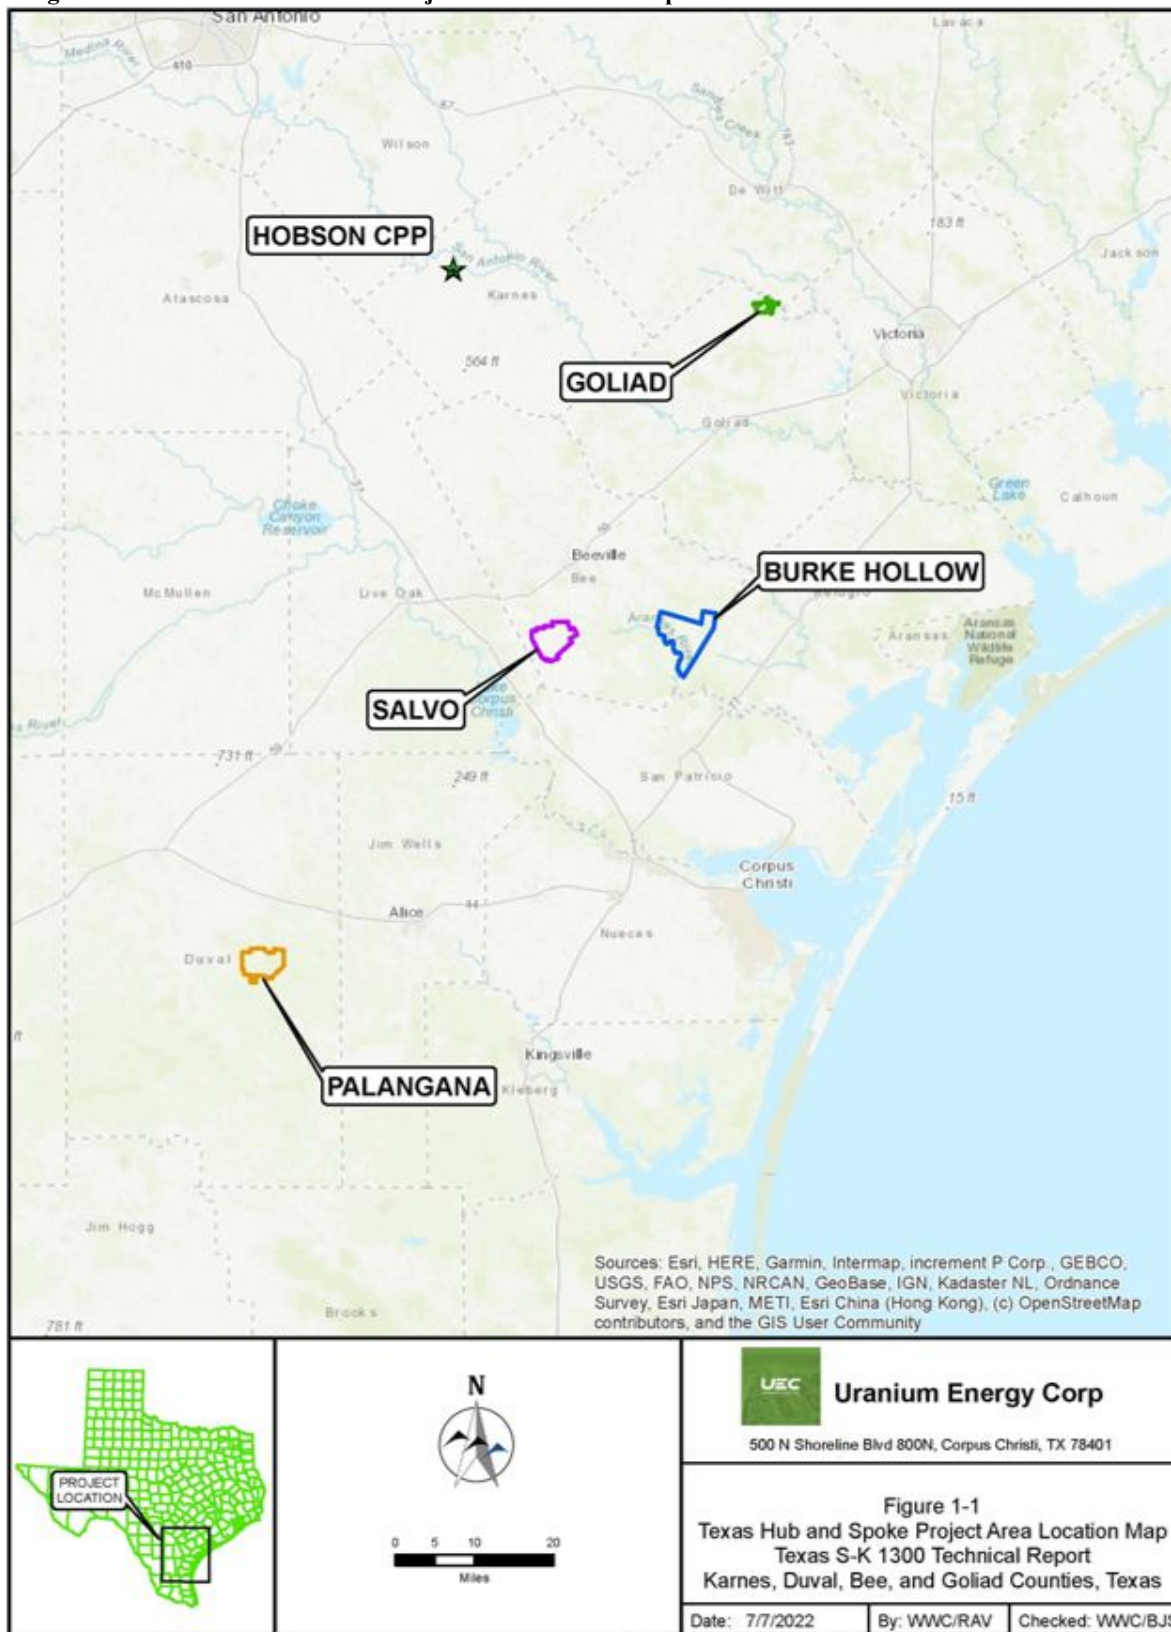 San Antonio
Lavaca
Medina River
410
87
Sandies Creek
183
Wilson
De Witt
HOBSON CPP
183 ft
San Antonio River
Jackson
Atascosa
Karnes
Victoria
564 ft
GOLIAD
Victoria
Goliad
37
Choke Canyon Reservoir
Green Lake
Calhoun
Beeville
Bee
BURKE HOLLOW
McMullen
Live Oak
Refugio
Aransas River
Aransas
Aransas National Wildlife Refuge
SALVO
Corpus Christi
731 ft
249 ft
San Patricio
15 ft
Jim Wells
Corpus Christi
Alice
44
Nueces
Duval
ft
Kingsville
PALANGANA
Kleberg
Jim Hogg
Sources: Esri, HERE, Garmin, Intermap, increment P Corp., GEBCO,
USGS, FAO, NPS, NRCAN, GeoBase, IGN, Kadaster NL, Ordnance
Survey, Esri Japan, METI, Esri China (Hong Kong), (c) OpenStreetMap
contributors, and the GIS User Community
Brooks
781 ft
PROJECT
LOCATION
N
0 5 10 20
Miles
UEC
Uranium Energy Corp
500 N Shoreline Blvd 800N, Corpus Christi, TX 78401
Figure 1-1
Texas Hub and Spoke Project Area Location Map
Texas S-K 1300 Technical Report
Karnes, Duval, Bee, and Goliad Counties, Texas
Date: 7/7/2022
By: WWC/RAV
Checked: WWC/BJS